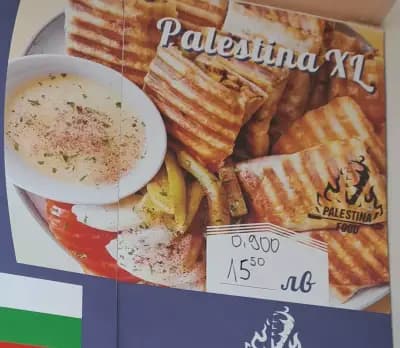 Palestina XL
PALESTINA
FOOD
0,900
15 50 лв